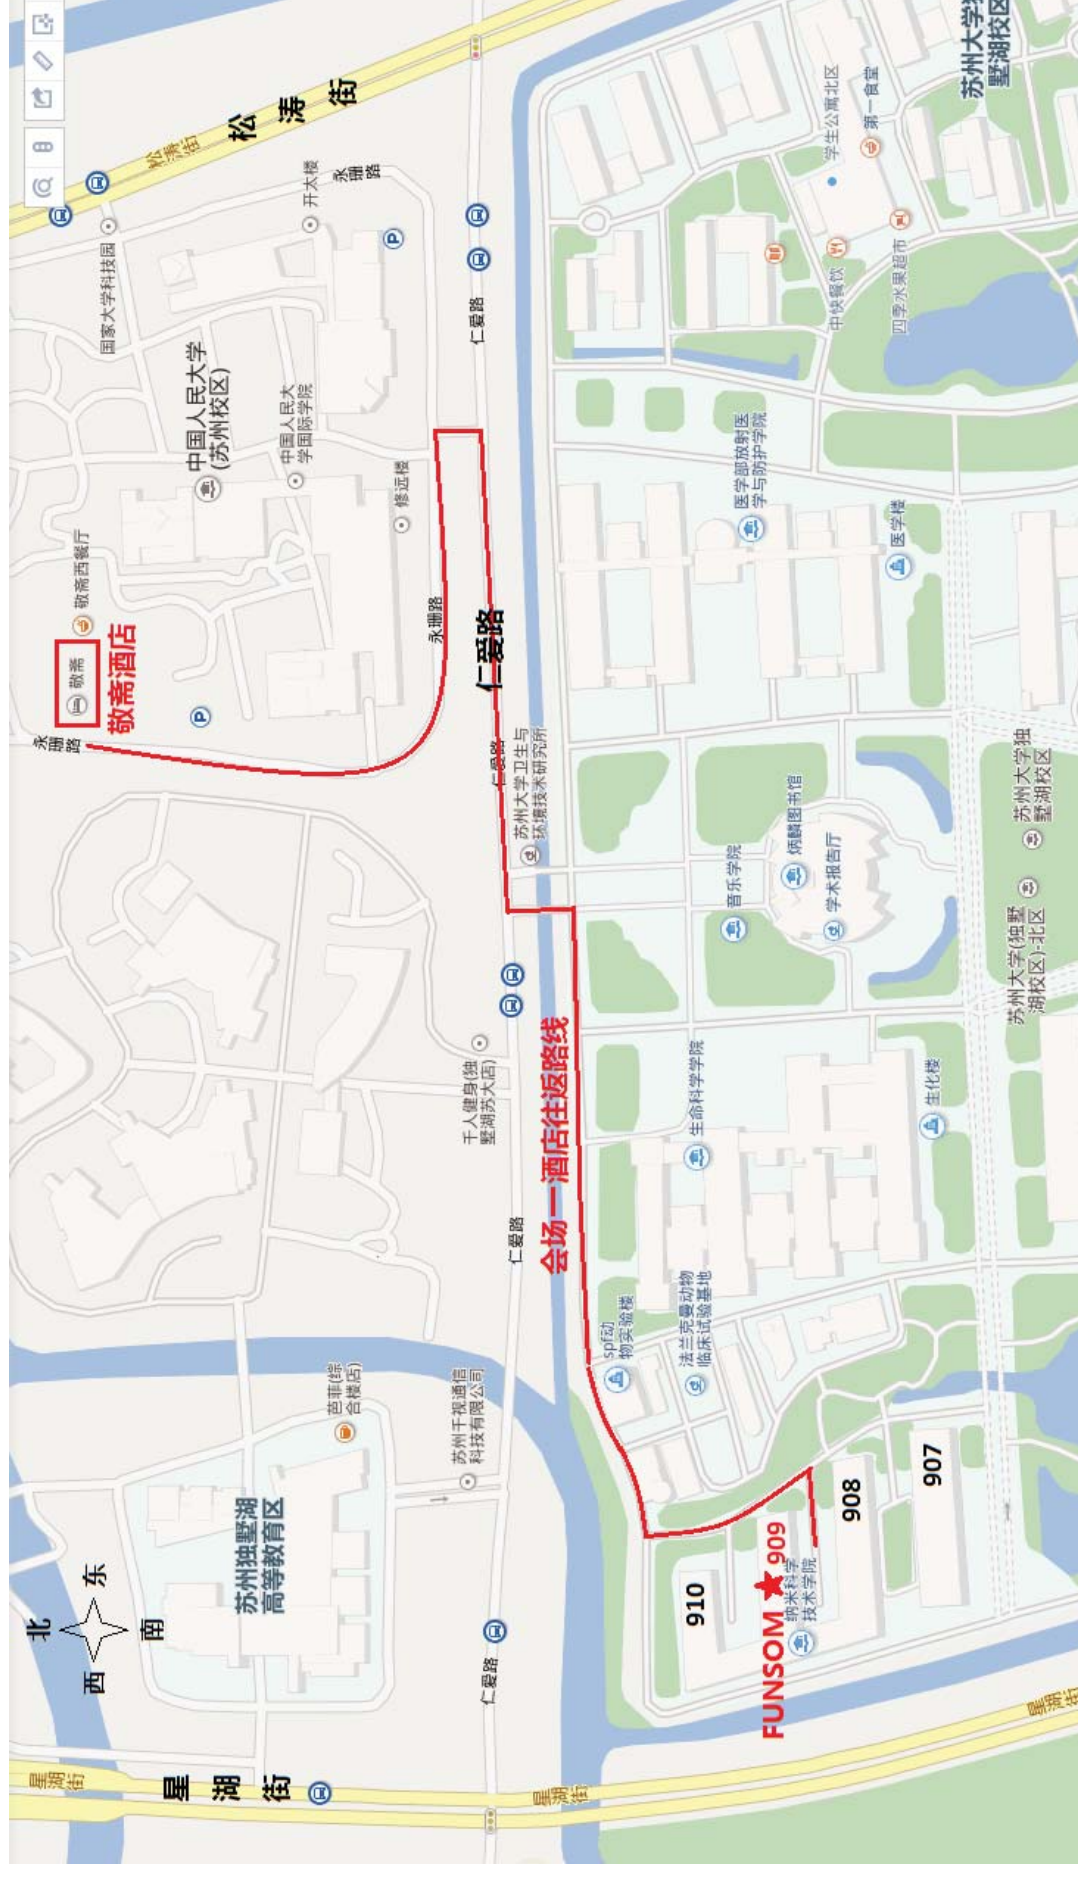 星湖
街
星
湖
街
西
北
东
南
苏州独墅湖
高等教育区
芭菲(综
合楼店)
永珊
路
敬斋
敬斋西餐厅
敬斋酒店
P
中国人民大学
(苏州校区)
国家大学科技园
松涛
街
松
涛
街
中国人民大
学国际学院
开太楼
永珊
路
修远楼
P
永珊路
仁爱路
苏州千视通信
科技有限公司
仁爱路
千人健身(独
墅湖苏大店)
仁爱路
仁爱路
仁爱路
苏州大学卫生与
环境技术研究所
星湖
街
会场一酒店往返路线
spf动
物实验楼
910
法兰克曼动物
临床试验基地
生命科学学院
音乐学院
医学部放射医
学与防护学院
FUNSOM
909
纳米科学
技术学院
炳麟图书馆
学术报告厅
中快餐饮
学生公寓北区
第一食堂
四季水果超市
医学楼
908
907
生化楼
苏州大学(独墅
湖校区)-北区
苏州大学独
墅湖校区
苏州大学独
墅湖校区
星湖
街